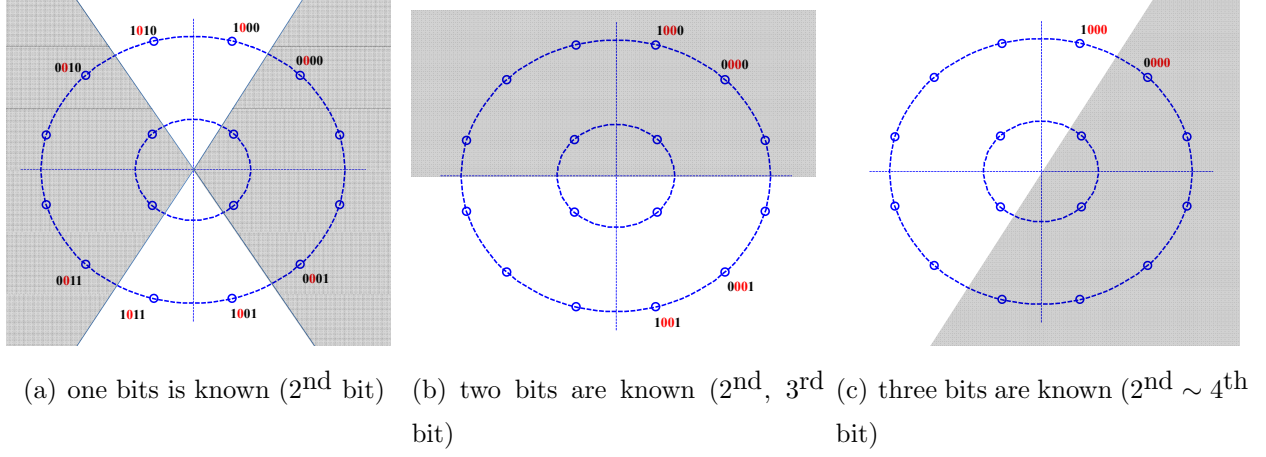 1010
1000
0010
0000
0011
0001
1011
1001
(a) one bits is known (2nd bit)
1000
0000
0001
1001
(b) two bits are known (2nd, 3rd
bit)
1000
0000
(c) three bits are known (2nd ∼ 4th
bit)